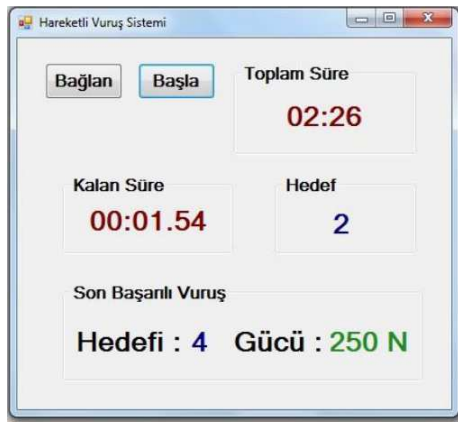 Hareketli Vuruş Sistemi
Bağlan Başla
Toplam Süre
02:26
Kalan Süre
00:01.54
Hedef
2
Son Başarılı Vuruş
Hedefi : 4 Gücü : 250 N